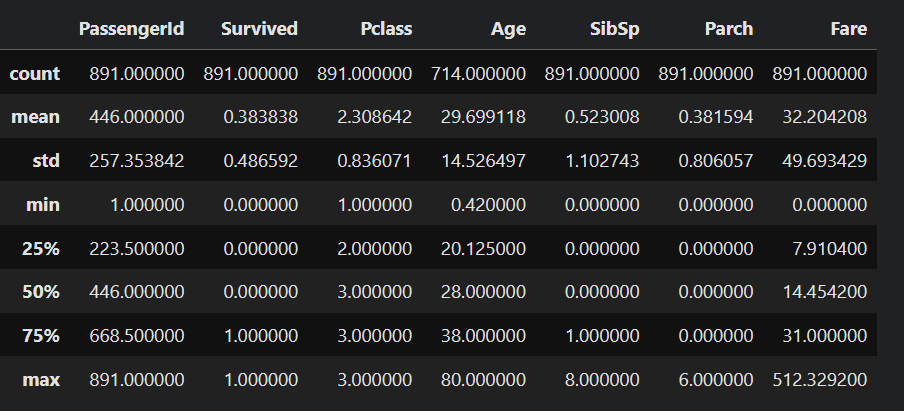 PassengerId Survived Pclass Age SibSp Parch Fare
count 891.000000 891.000000 891.000000 714.000000 891.000000 891.000000 891.000000
mean 446.000000 0.383838 2.308642 29.699118 0.523008 0.381594 32.204208
std 257.353842 0.486592 0.836071 14.526497 1.102743 0.806057 49.693429
min 1.000000 0.000000 1.000000 0.420000 0.000000 0.000000 0.000000
25% 223.500000 0.000000 2.000000 20.125000 0.000000 0.000000 7.910400
50% 446.000000 0.000000 3.000000 28.000000 0.000000 0.000000 14.454200
75% 668.500000 1.000000 3.000000 38.000000 1.000000 0.000000 31.000000
max 891.000000 1.000000 3.000000 80.000000 8.000000 6.000000 512.329200